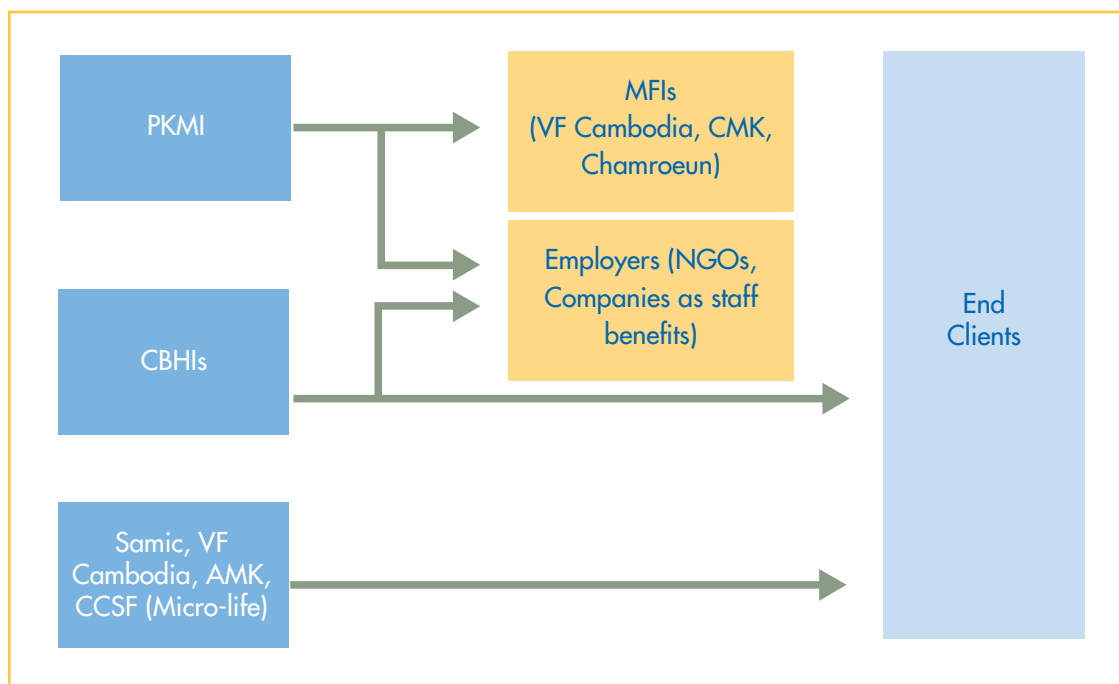 PKMI
MFIs
(VF Cambodia, CMK,
Chamroeun)
Employers (NGOs,
Companies as staff
benefits)
CBHIs
End
Clients
Samic, VF
Cambodia, AMK,
CCSF (Micro-life)